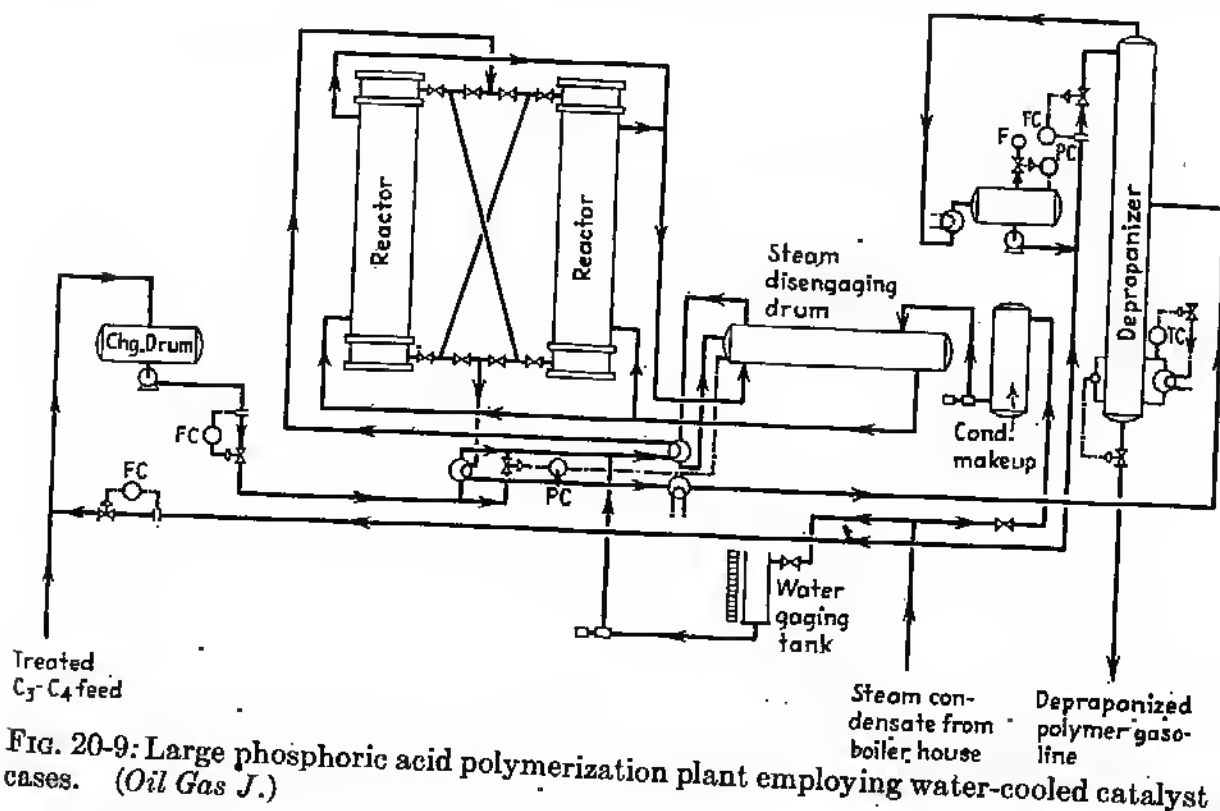 Reactor
Reactor
Depropanizer
FC
F
PC
TC
Steam
disengaging
drum
Chg. Drum
FC
FC
PC
Cond.
makeup
Water
gaging
tank
Treated
C₃-C₄ feed
Steam con-
densate from
boiler house
Depropanized
polymer gaso-
line
FIG. 20-9: Large phosphoric acid polymerization plant employing water-cooled catalyst
cases. (Oil Gas J.)